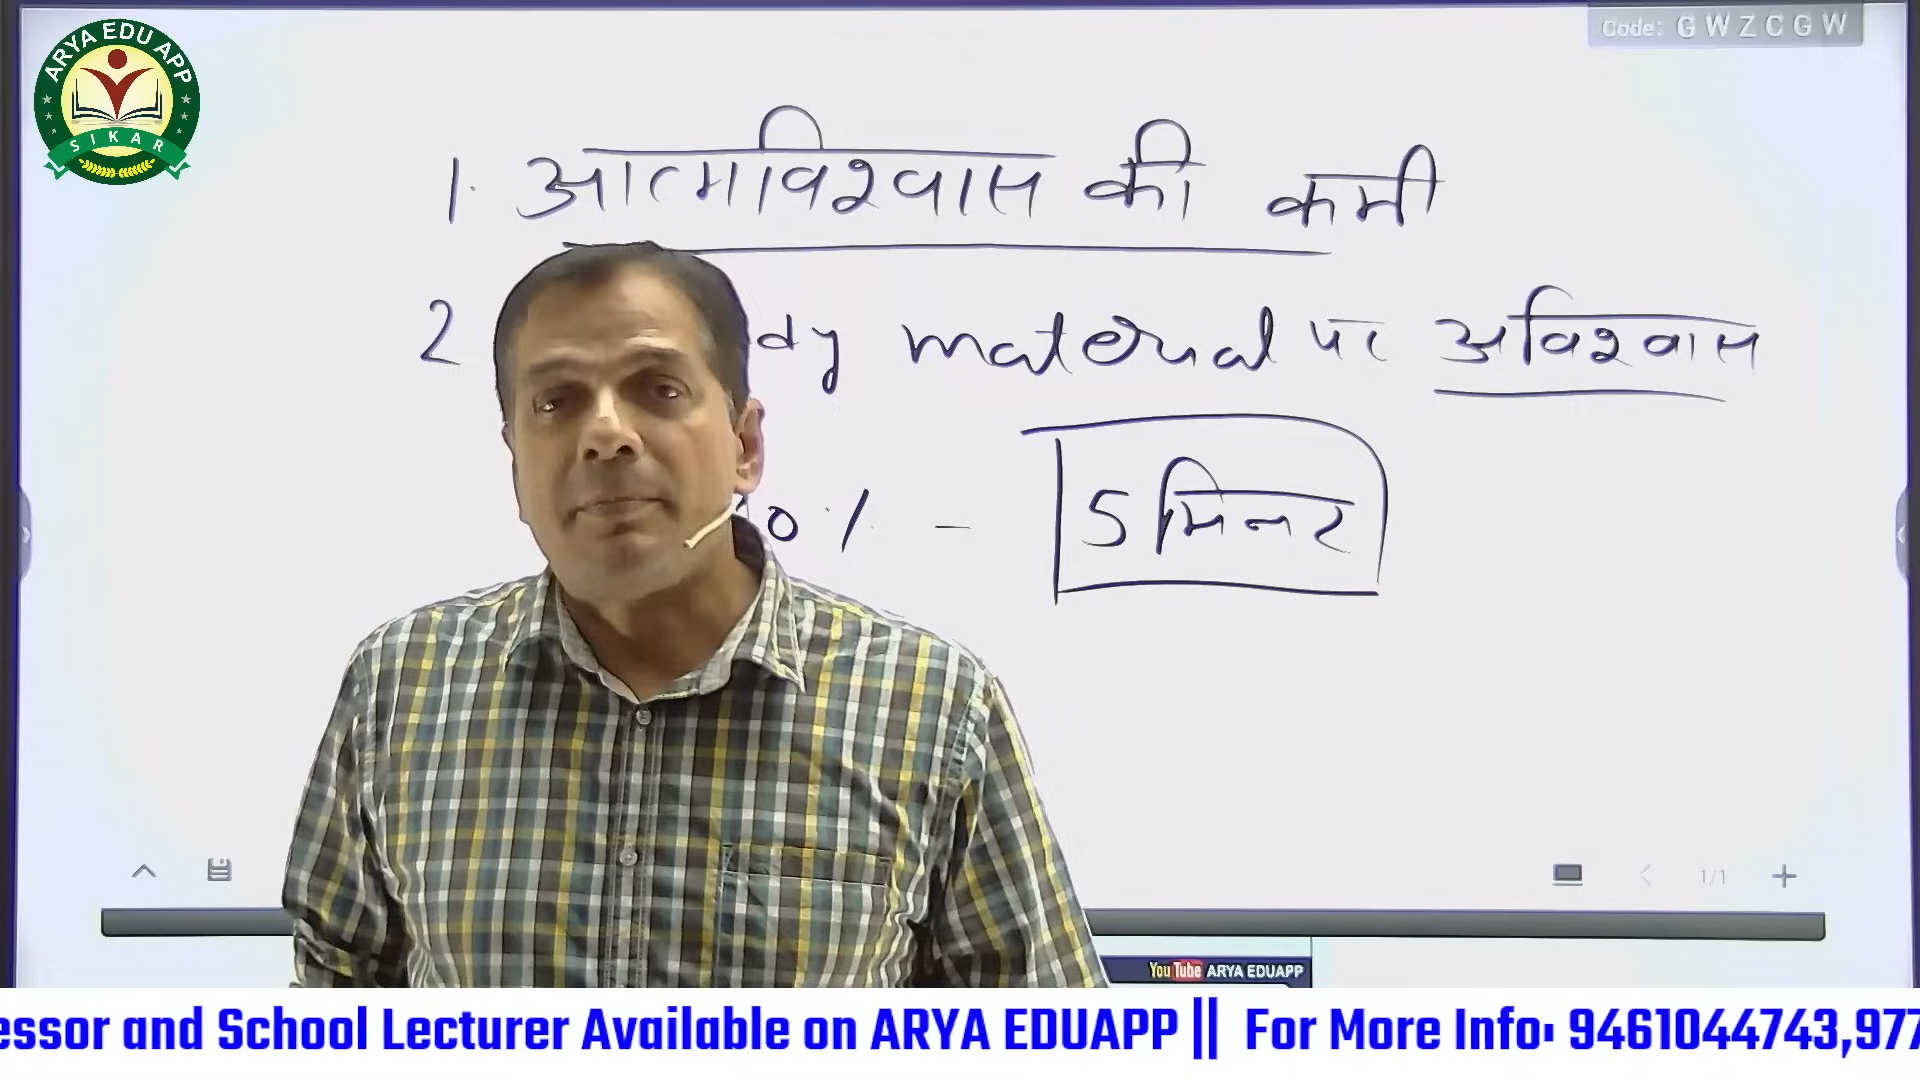 ARYA EDU APP
SIKAR
Code: GWZCGW
1. आत्मविश्वास की कमी
2 dy material पर अविश्वास
0% - 5 मिनट
1/1
YouTube ARYA EDUAPP
essor and School Lecturer Available on ARYA EDUAPP || For More Info: 9461044743,977